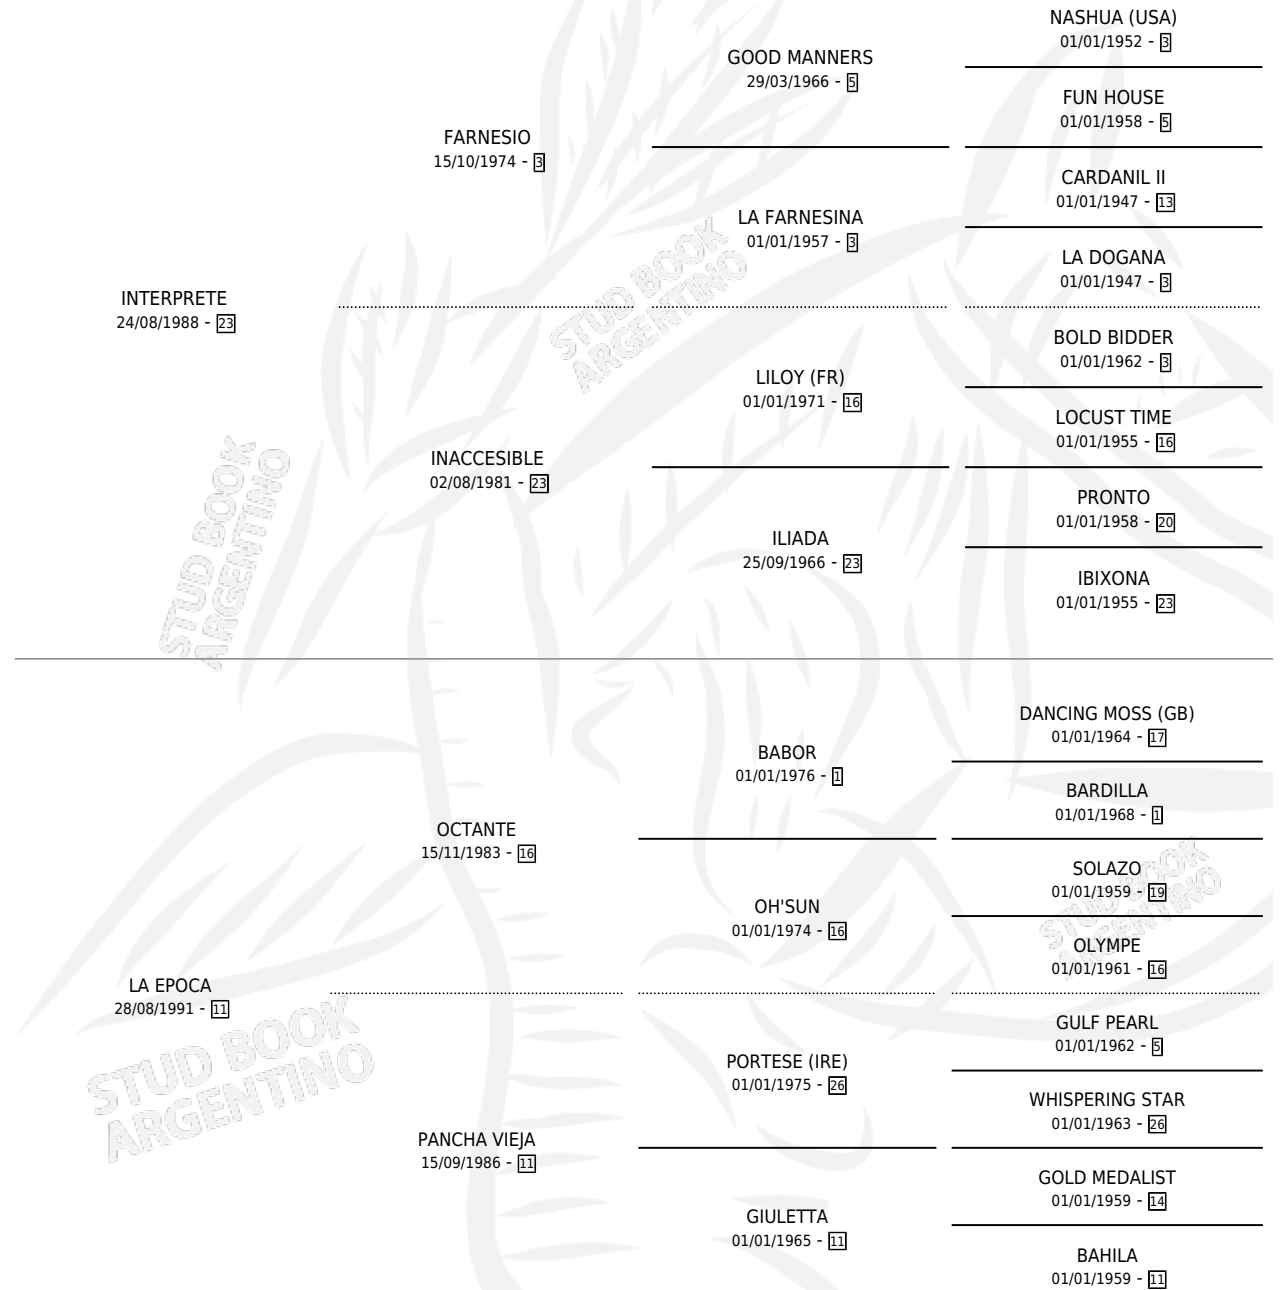 NASHUA (USA)
01/01/1952 - 3
GOOD MANNERS
29/03/1966 - 5
FUN HOUSE
01/01/1958 - 5
FARNESIO
15/10/1974 - 3
CARDANIL II
01/01/1947 - 13
LA FARNESINA
01/01/1957 - 3
LA DOGANA
01/01/1947 - 3
INTERPRETE
24/08/1988 - 23
BOLD BIDDER
01/01/1962 - 3
LILOY (FR)
01/01/1971 - 16
LOCUST TIME
01/01/1955 - 16
INACCESIBLE
02/08/1981 - 23
PRONTO
01/01/1958 - 20
ILIADA
25/09/1966 - 23
IBIXONA
01/01/1955 - 23
STUD BOOK
ARGENTINO
STUD BOOK
ARGENTINO
DANCING MOSS (GB)
01/01/1964 - 17
BABOR
01/01/1976 - 1
BARDILLA
01/01/1968 - 1
OCTANTE
15/11/1983 - 16
SOLAZO
01/01/1959 - 19
OH'SUN
01/01/1974 - 16
OLYMPE
01/01/1961 - 16
LA EPOCA
28/08/1991 - 11
GULF PEARL
01/01/1962 - 5
PORTESE (IRE)
01/01/1975 - 26
WHISPERING STAR
01/01/1963 - 26
PANCHA VIEJA
15/09/1986 - 11
GOLD MEDALIST
01/01/1959 - 14
GIULETTA
01/01/1965 - 11
BAHILA
01/01/1959 - 11
STUD BOOK
ARGENTINO
STUD BOOK
ARGENTINO